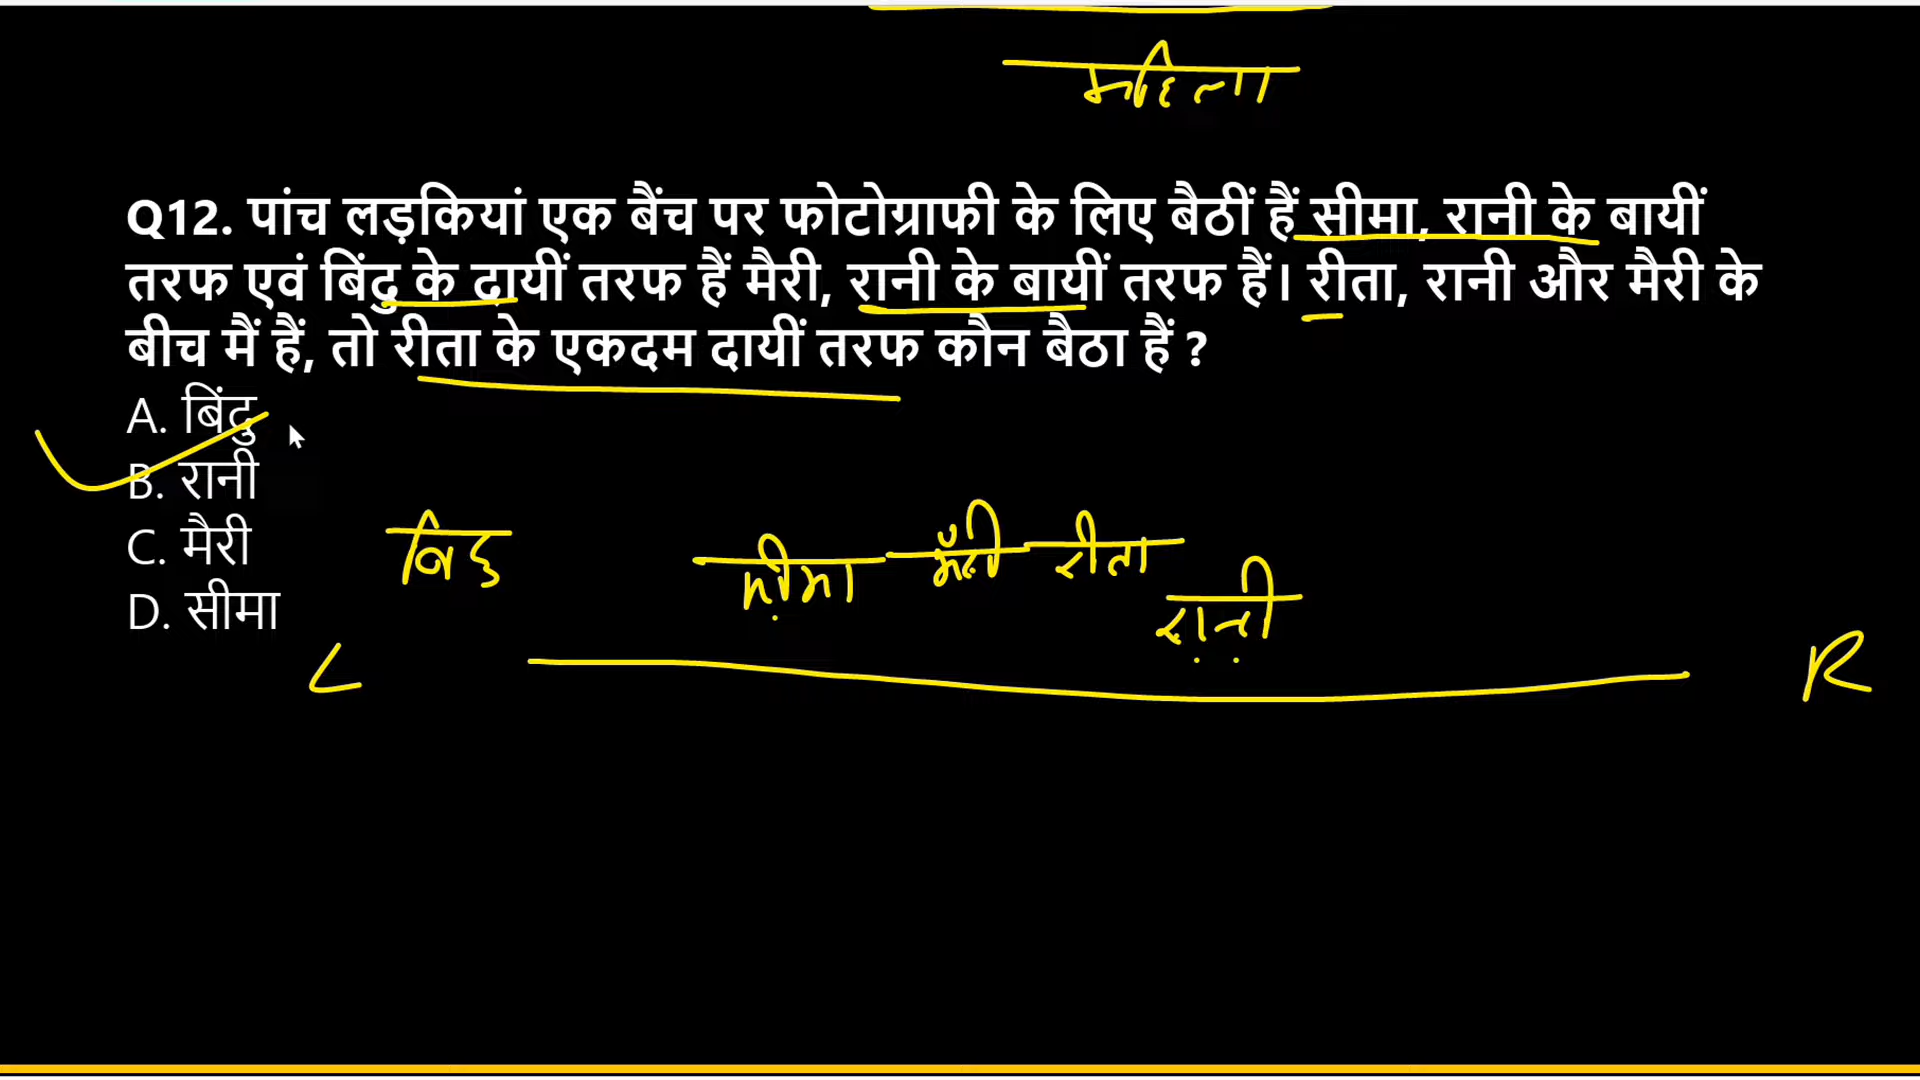 महिला
Q12. पांच लड़कियां एक बैंच पर फोटोग्राफी के लिए बैठीं हैं सीमा, रानी के बायीं
तरफ एवं बिंदु के दायीं तरफ हैं मैरी, रानी के बायीं तरफ हैं। रीता, रानी और मैरी के
बीच मैं हैं, तो रीता के एकदम दायीं तरफ कौन बैठा हैं ?
A. बिंदु
B. रानी
C. मैरी
D. सीमा
सीमा रीता
रानी
L R